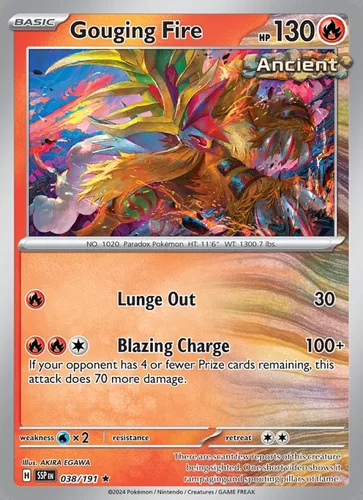 BASIC
Gouging Fire
HP 130
Ancient
NO. 1020 Paradox Pokémon HT: 11'6" WT: 1300.7 lbs.
Lunge Out 30
Blazing Charge 100+
If your opponent has 4 or fewer Prize cards remaining, this
attack does 70 more damage.
weakness ×2 resistance retreat
Illus. AKIRA EGAWA
There are scant few reports of this creature
being sighted. One short video shows it
rampaging and spouting pillars of flame.
H SSP EN 038/191 ★
©2024 Pokémon / Nintendo / Creatures / GAME FREAK